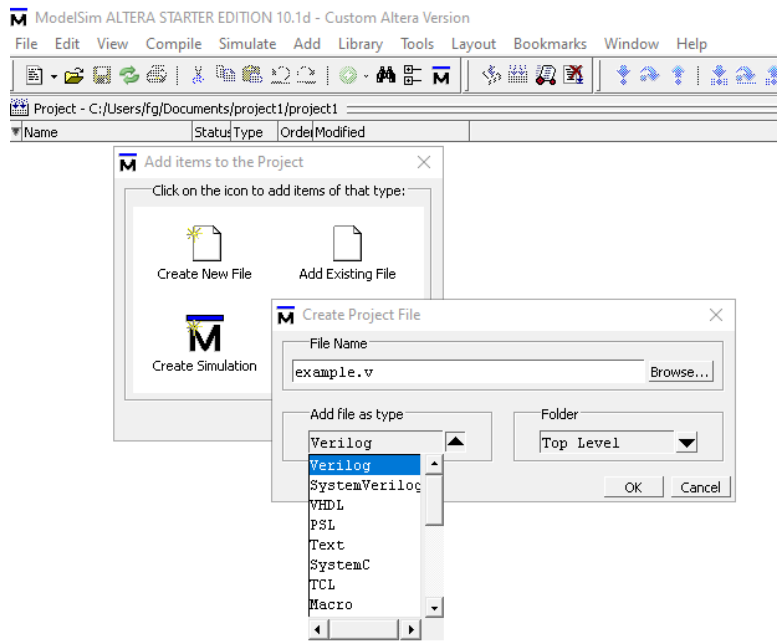 ModelSim ALTERA STARTER EDITION 10.1d - Custom Altera Version
File Edit View Compile Simulate Add Library Tools Layout Bookmarks Window Help
Project - C:/Users/fg/Documents/project1/project1
Name Status Type Order Modified
Add items to the Project
Click on the icon to add items of that type:
Create New File Add Existing File
Create Simulation
Create Project File
File Name
example.v Browse...
Add file as type Folder
Verilog Top Level
Verilog
SystemVerilog
VHDL
PSL
Text
SystemC
TCL
Macro
OK Cancel